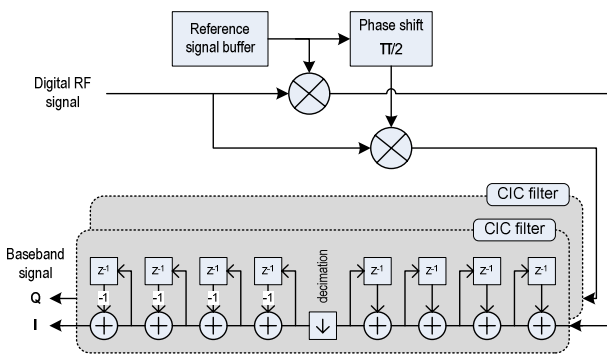 Reference
signal buffer
Phase shift
π/2
Digital RF
signal
CIC filter
CIC filter
Baseband
signal
Q
I
z-1
z-1
z-1
z-1
decimation
z-1
z-1
z-1
z-1
-1
-1
-1
-1